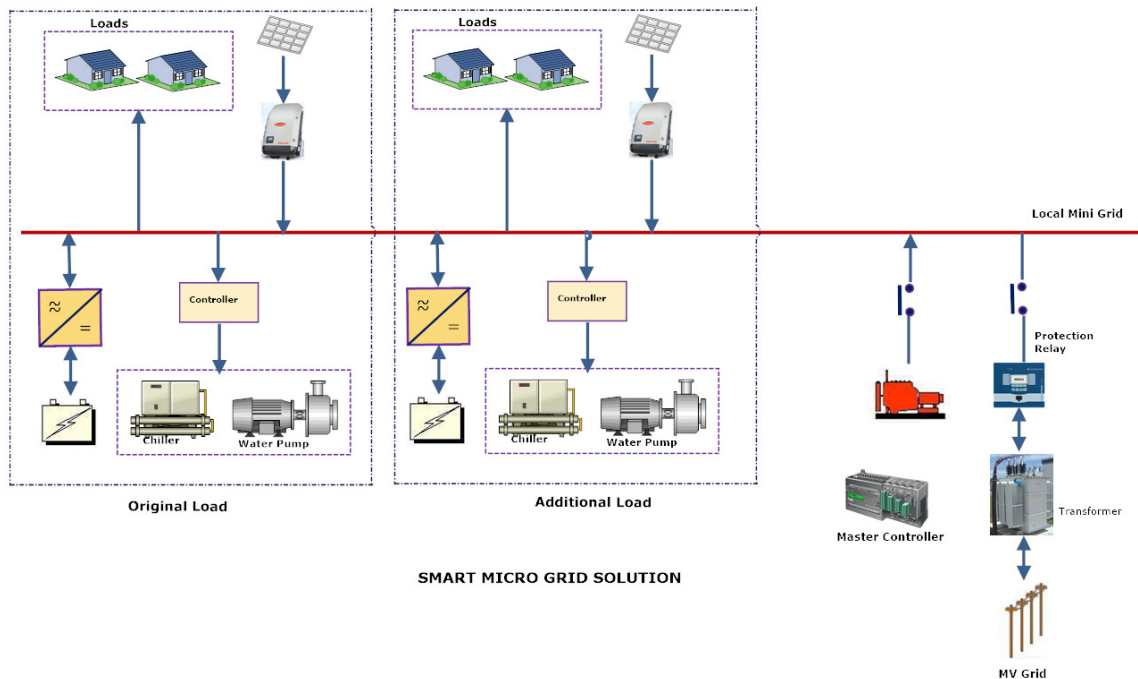 Loads
Loads
Local Mini Grid
Controller
Controller
Protection
Relay
Chiller
Water Pump
Chiller
Water Pump
Original Load
Additional Load
Transformer
Master Controller
SMART MICRO GRID SOLUTION
MV Grid